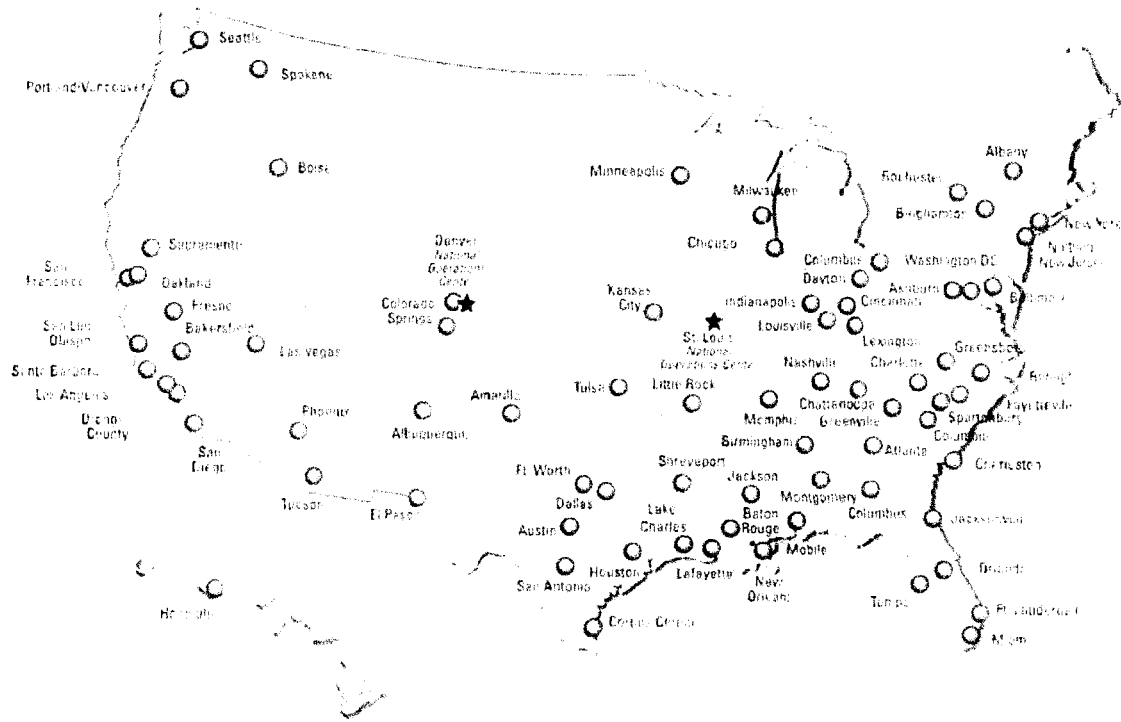 Seattle
Spokane
Portland/Vancouver
Boise
Albany
Rochester
Binghamton
New York
Northern
New Jersey
Minneapolis
Milwaukee
Chicago
Columbus
Dayton
Washington DC
Ashburn
Baltimore
Indianapolis
Cincinnati
Louisville
Lexington
Sacramento
San
Francisco
Oakland
Fresno
Bakersfield
San Luis
Obispo
Las Vegas
Santa Barbara
Los Angeles
Orange
County
San
Diego
Denver
National
Operations
Center
Colorado
Springs
Kansas
City
St. Louis
National
Operations Center
Nashville
Charlotte
Greensboro
Raleigh
Fayetteville
Spartanburg
Columbia
Tulsa
Little Rock
Memphis
Chattanooga
Greenville
Amarillo
Albuquerque
Phoenix
Tucson
El Paso
Birmingham
Atlanta
Charleston
Ft. Worth
Dallas
Shreveport
Jackson
Montgomery
Columbus
Austin
Lake
Charles
Baton
Rouge
Mobile
Jacksonville
San Antonio
Houston
Lafayette
New
Orleans
Orlando
Tampa
Ft. Lauderdale
Miami
Corpus Christi
Honolulu